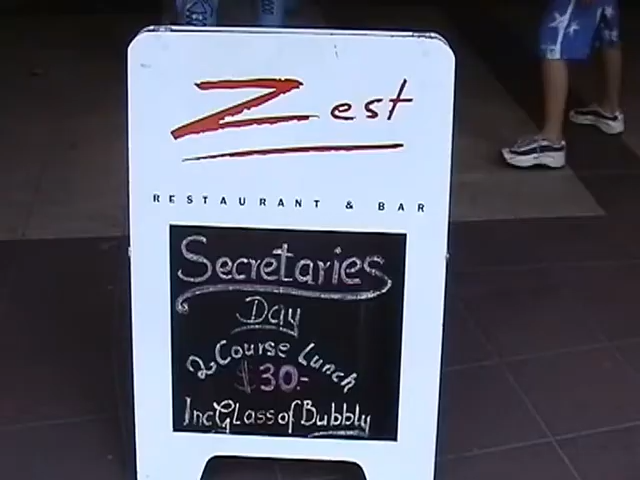 Zest
RESTAURANT & BAR
Secretaries
Day
2 Course Lunch
$30.-
Inc Glass of Bubbly